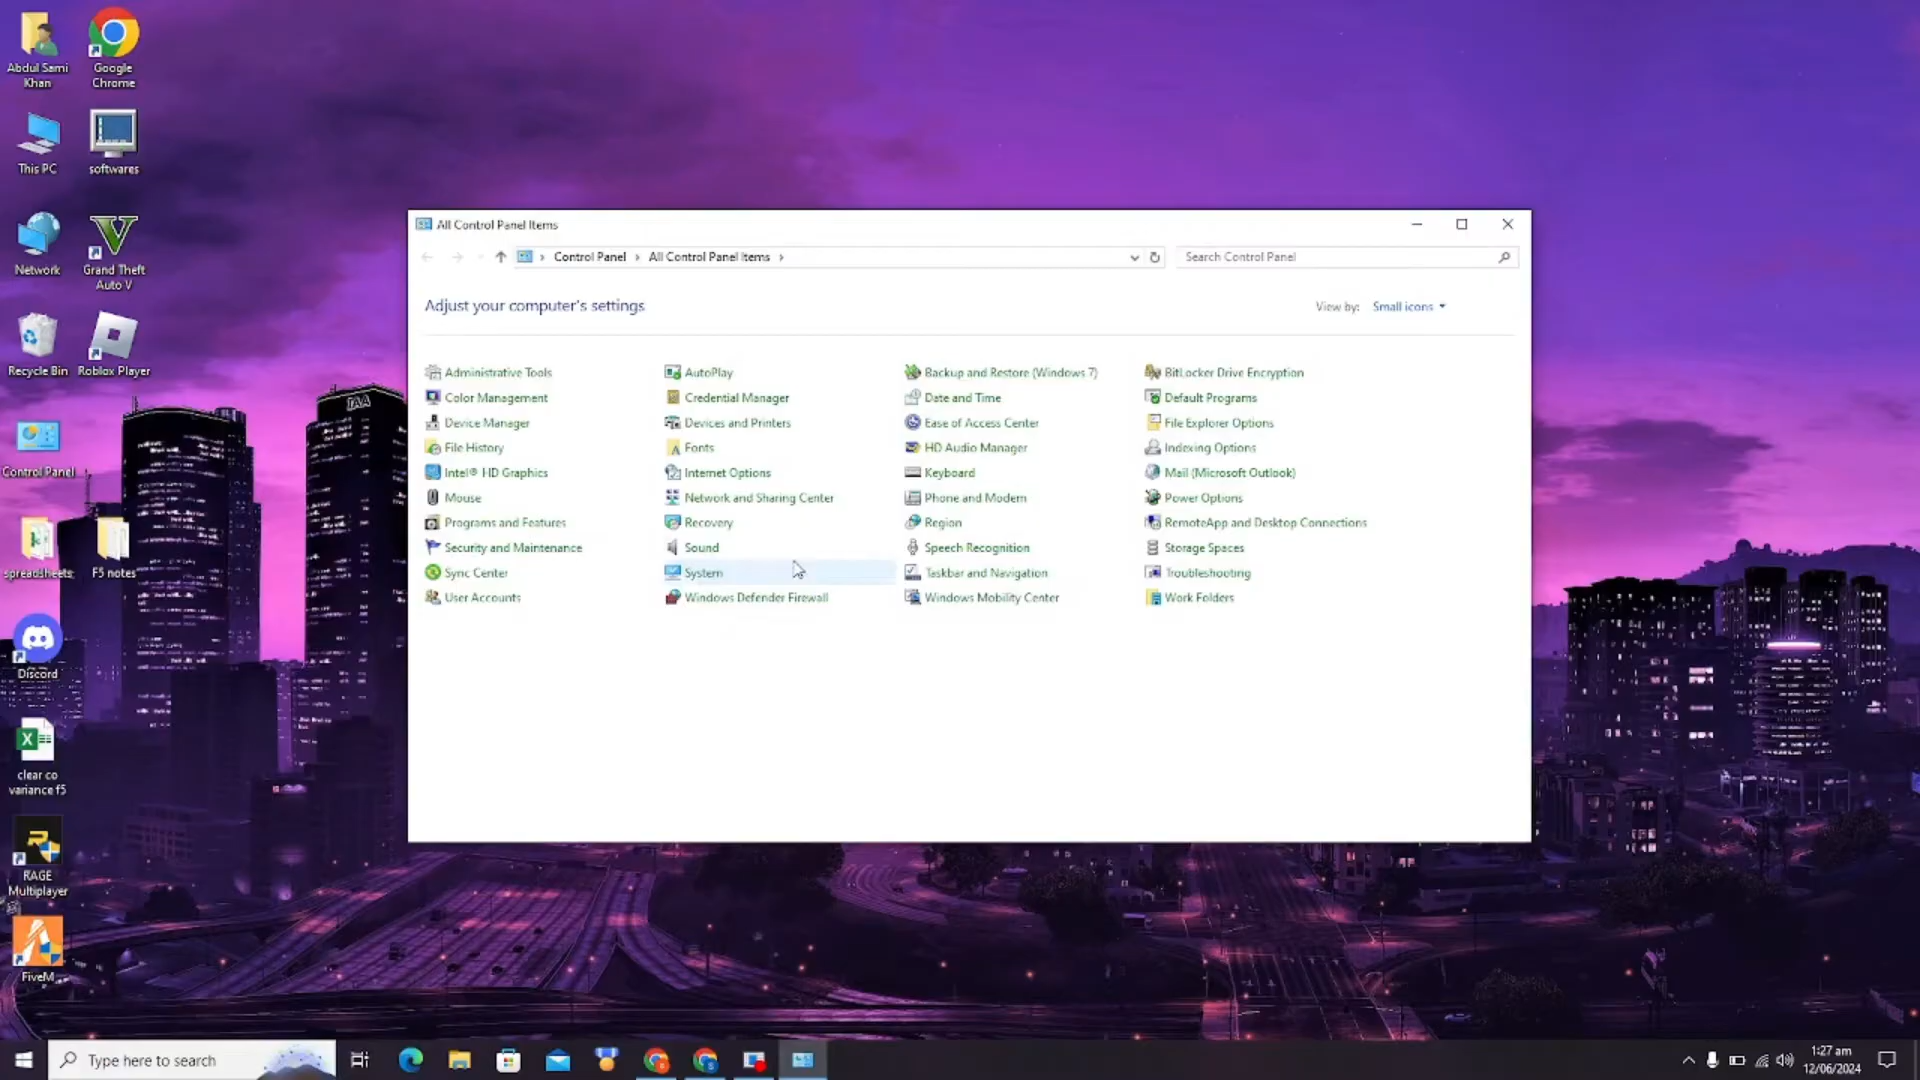 Abdul Sami
Khan
Google
Chrome
This PC
softwares
Network
Grand Theft
Auto V
Recycle Bin
Roblox Player
Control Panel
spreadsheets
F5 notes
Discord
clear co
variance f5
RAGE
Multiplayer
FiveM
IAA
All Control Panel Items
Control Panel
All Control Panel Items
Search Control Panel
Adjust your computer's settings
View by: Small icons
Administrative Tools
AutoPlay
Backup and Restore (Windows 7)
BitLocker Drive Encryption
Color Management
Credential Manager
Date and Time
Default Programs
Device Manager
Devices and Printers
Ease of Access Center
File Explorer Options
File History
Fonts
HD Audio Manager
Indexing Options
Intel® HD Graphics
Internet Options
Keyboard
Mail (Microsoft Outlook)
Mouse
Network and Sharing Center
Phone and Modem
Power Options
Programs and Features
Recovery
Region
RemoteApp and Desktop Connections
Security and Maintenance
Sound
Speech Recognition
Storage Spaces
Sync Center
System
Taskbar and Navigation
Troubleshooting
User Accounts
Windows Defender Firewall
Windows Mobility Center
Work Folders
Type here to search
1:27 am
12/06/2024